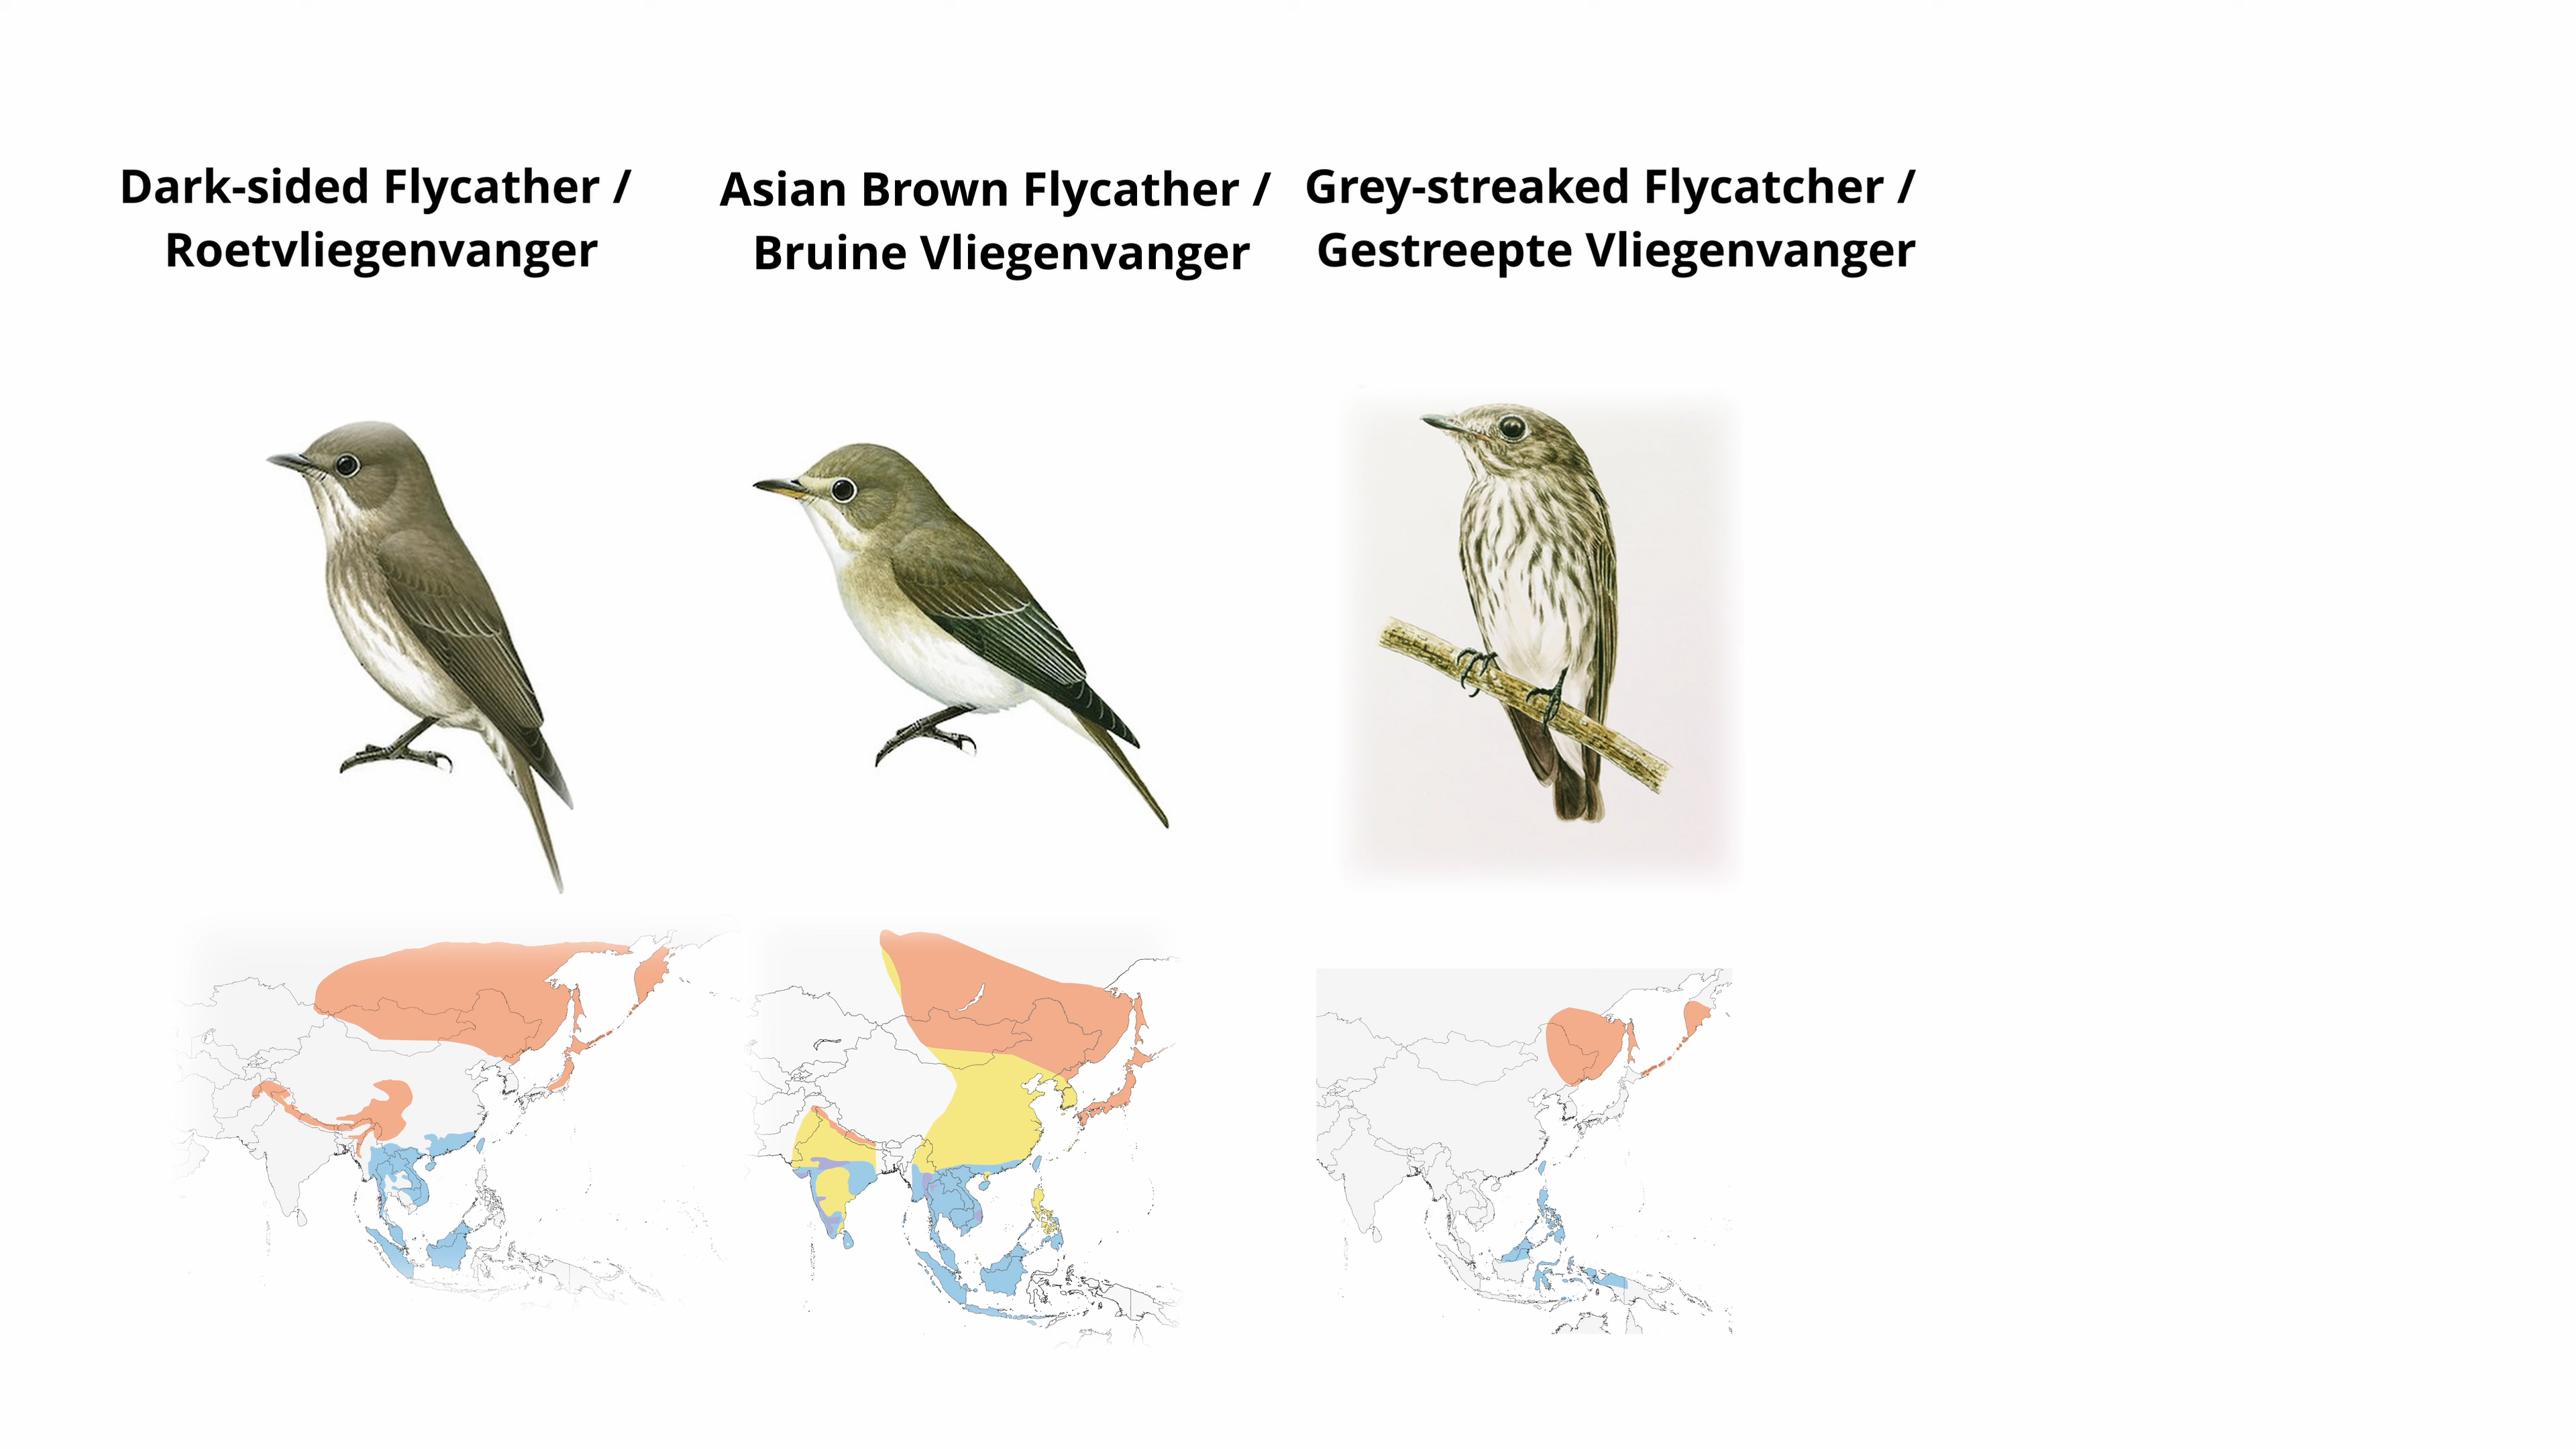 Dark-sided Flycather /
Roetvliegenvanger
Asian Brown Flycather /
Bruine Vliegenvanger
Grey-streaked Flycatcher /
Gestreepte Vliegenvanger